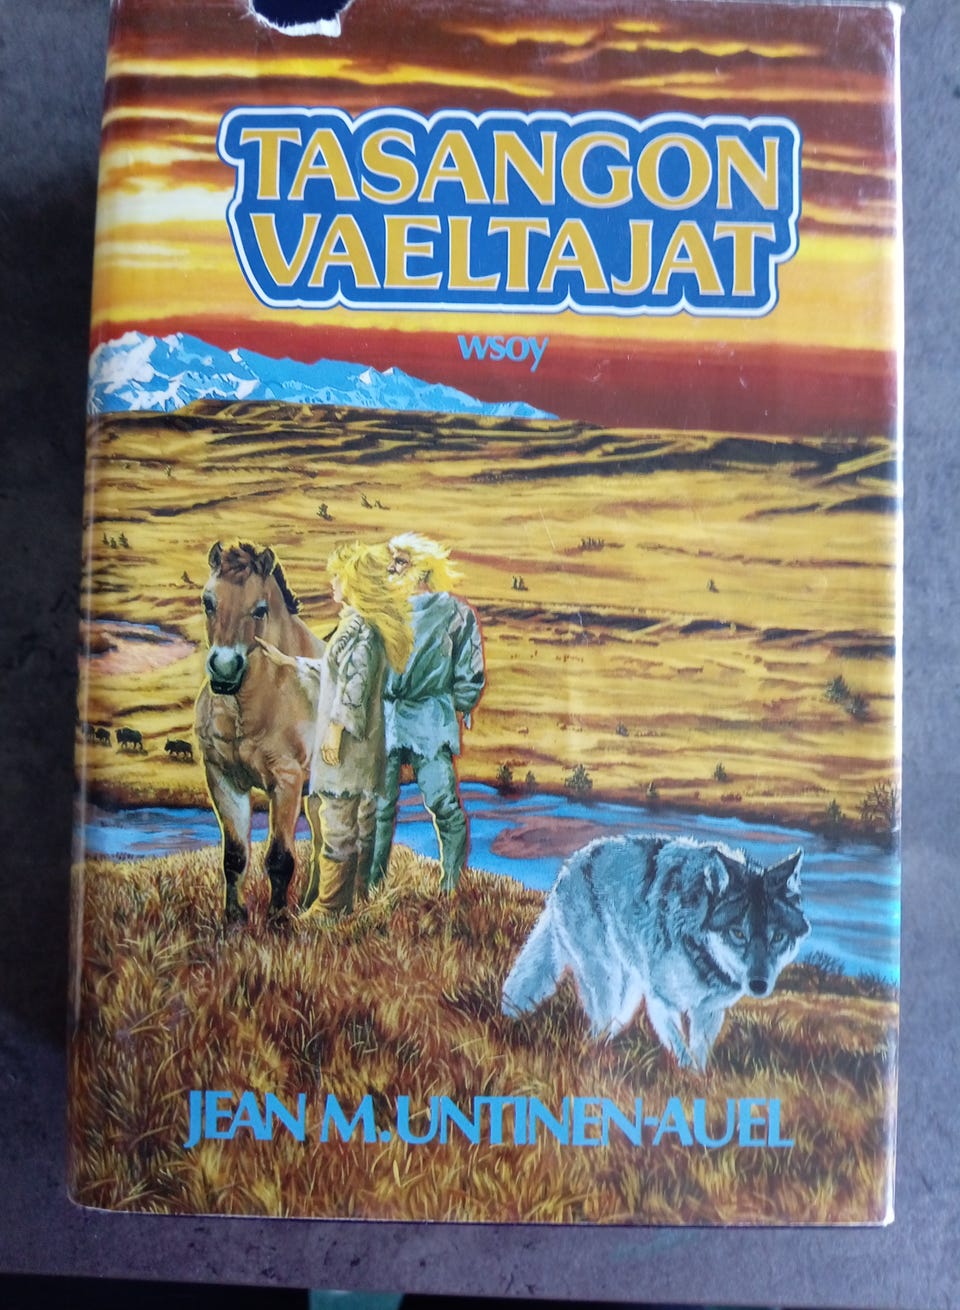 TASANGON
VAELTAJAT
wsoy
JEAN M. UNTINEN-AUEL